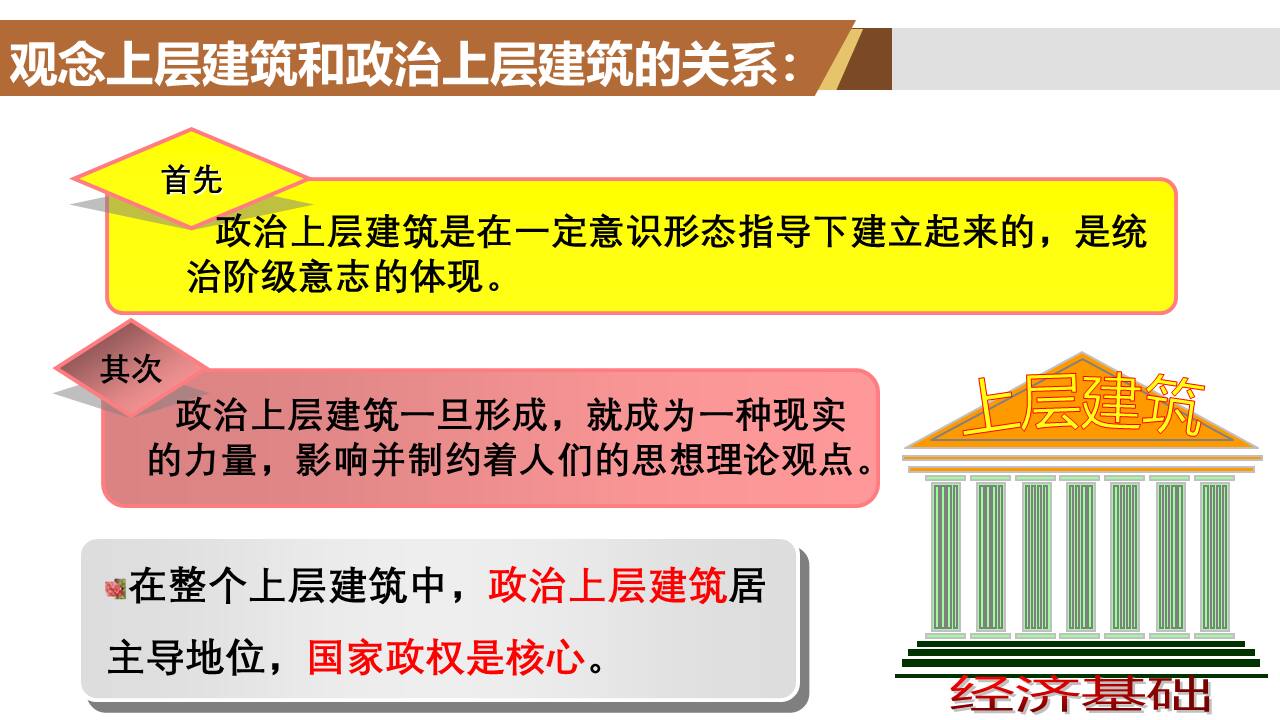 观念上层建筑和政治上层建筑的关系：
首先
政治上层建筑是在一定意识形态指导下建立起来的，是统
治阶级意志的体现。
其次
政治上层建筑一旦形成，就成为一种现实
的力量，影响并制约着人们的思想理论观点。
上层建筑
在整个上层建筑中，政治上层建筑居
主导地位，国家政权是核心。
经济基础